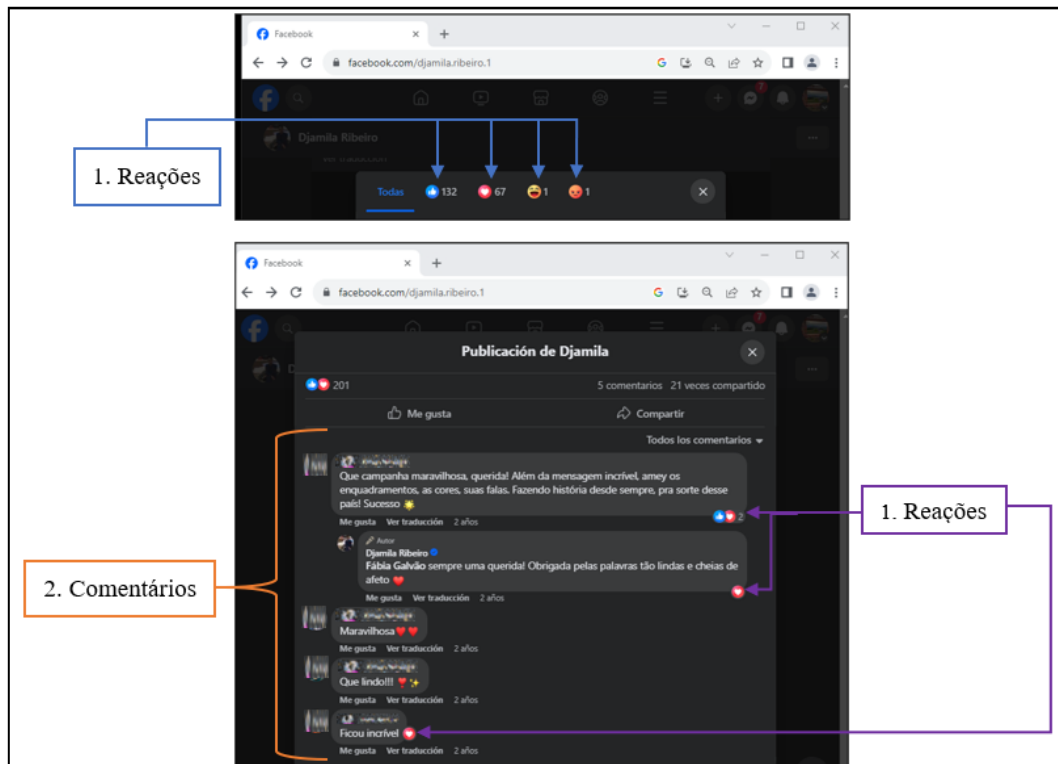 Facebook
facebook.com/djamila.ribeiro.1
7
Djamila Ribeiro
1. Reações
Todas 132 67 1 1
Facebook
facebook.com/djamila.ribeiro.1
7
Publicación de Djamila
201 5 comentarios 21 veces compartido
Me gusta Compartir
Todos los comentarios
Que campanha maravilhosa, querida! Além da mensagem incrível, amey os
enquadramentos, as cores, suas falas. Fazendo história desde sempre, pra sorte desse
país! Sucesso
2
Me gusta Ver traducción 2 años
1. Reações
Autor
Djamila Ribeiro
Fábia Galvão sempre uma querida! Obrigada pelas palavras tão lindas e cheias de
afeto
Me gusta Ver traducción 2 años
2. Comentários
Maravilhosa
Me gusta Ver traducción 2 años
Que lindo!!!
Me gusta Ver traducción 2 años
Ficou incrível
Me gusta Ver traducción 2 años